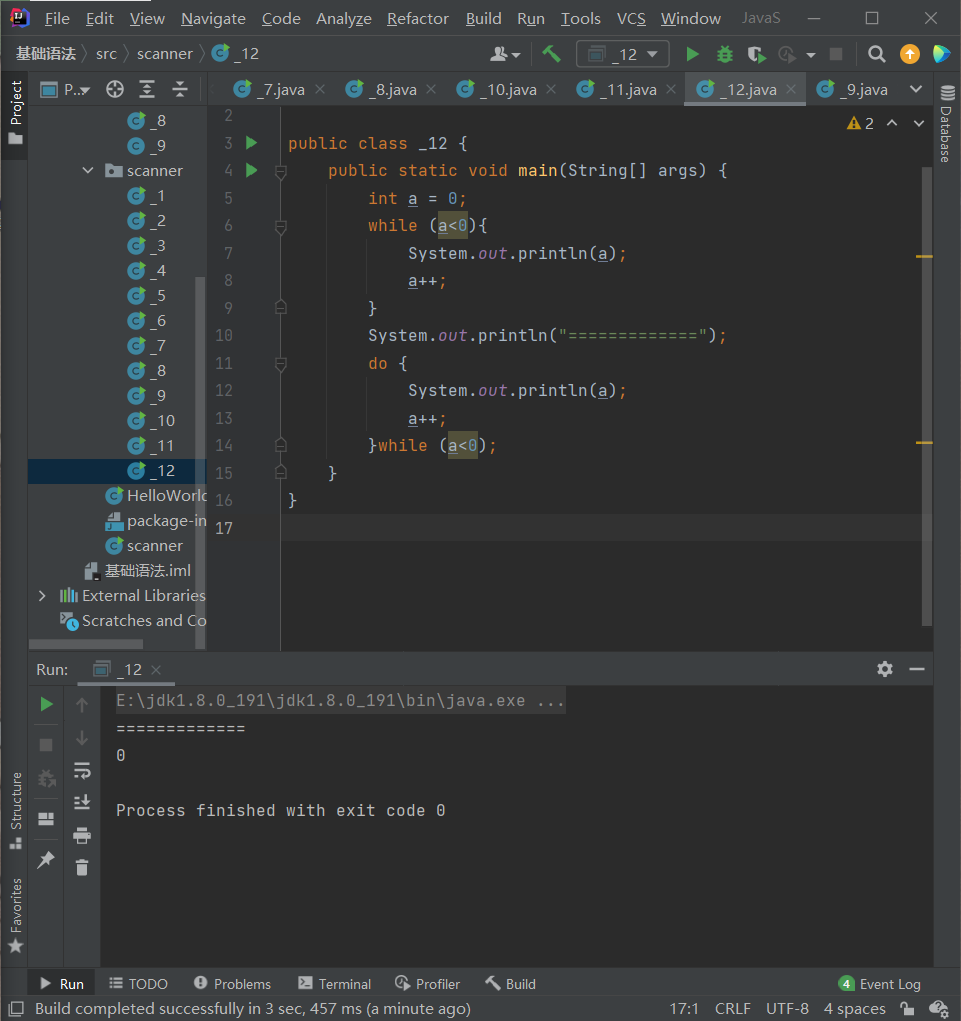 File Edit View Navigate Code Analyze Refactor Build Run Tools VCS Window JavaS
基础语法 src scanner _12 _12
Project P.. _7.java _8.java _10.java _11.java _12.java _9.java
Database
_8
_9
scanner
_1
_2
_3
_4
_5
_6
_7
_8
_9
_10
_11
_12
HelloWorld
package-in
scanner
基础语法.iml
External Libraries
Scratches and Co
2
2
3 public class _12 {
4 public static void main(String[] args) {
5 int a = 0;
6 while (a<0){
7 System.out.println(a);
8 a++;
9 }
10 System.out.println("=============");
11 do {
12 System.out.println(a);
13 a++;
14 }while (a<0);
15 }
16 }
17
Run: _12
E:\jdk1.8.0_191\jdk1.8.0_191\bin\java.exe ...
=============
0
Process finished with exit code 0
Structure
Favorites
Run TODO Problems Terminal Profiler Build 4 Event Log
Build completed successfully in 3 sec, 457 ms (a minute ago) 17:1 CRLF UTF-8 4 spaces